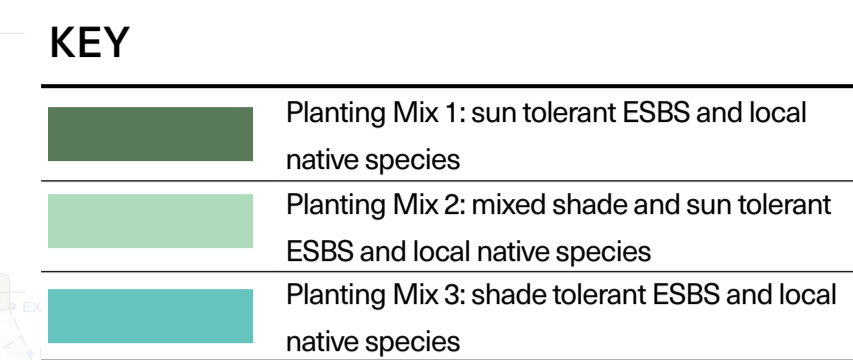 KEY
Planting Mix 1: sun tolerant ESBS and local
native species
Planting Mix 2: mixed shade and sun tolerant
ESBS and local native species
Planting Mix 3: shade tolerant ESBS and local
native species
EX